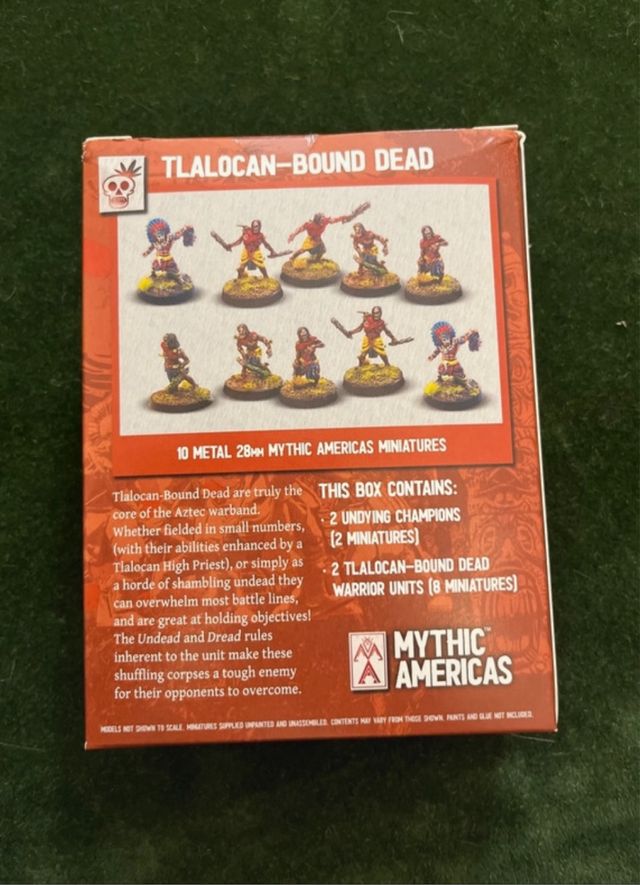 TLALOCAN-BOUND DEAD
10 METAL 28MM MYTHIC AMERICAS MINIATURES
Tlalocan-Bound Dead are truly the
core of the Aztec warband.
Whether fielded in small numbers,
(with their abilities enhanced by a
Tlalocan High Priest), or simply as
a horde of shambling undead they
can overwhelm most battle lines,
and are great at holding objectives!
The Undead and Dread rules
inherent to the unit make these
shuffling corpses a tough enemy
for their opponents to overcome.
THIS BOX CONTAINS:
· 2 UNDYING CHAMPIONS
(2 MINIATURES)
· 2 TLALOCAN-BOUND DEAD
WARRIOR UNITS (8 MINIATURES)
MA
MYTHIC™
AMERICAS
MODELS NOT SHOWN TO SCALE. MINIATURES SUPPLIED UNPAINTED AND UNASSEMBLED. CONTENTS MAY VARY FROM THOSE SHOWN. PAINTS AND GLUE NOT INCLUDED.